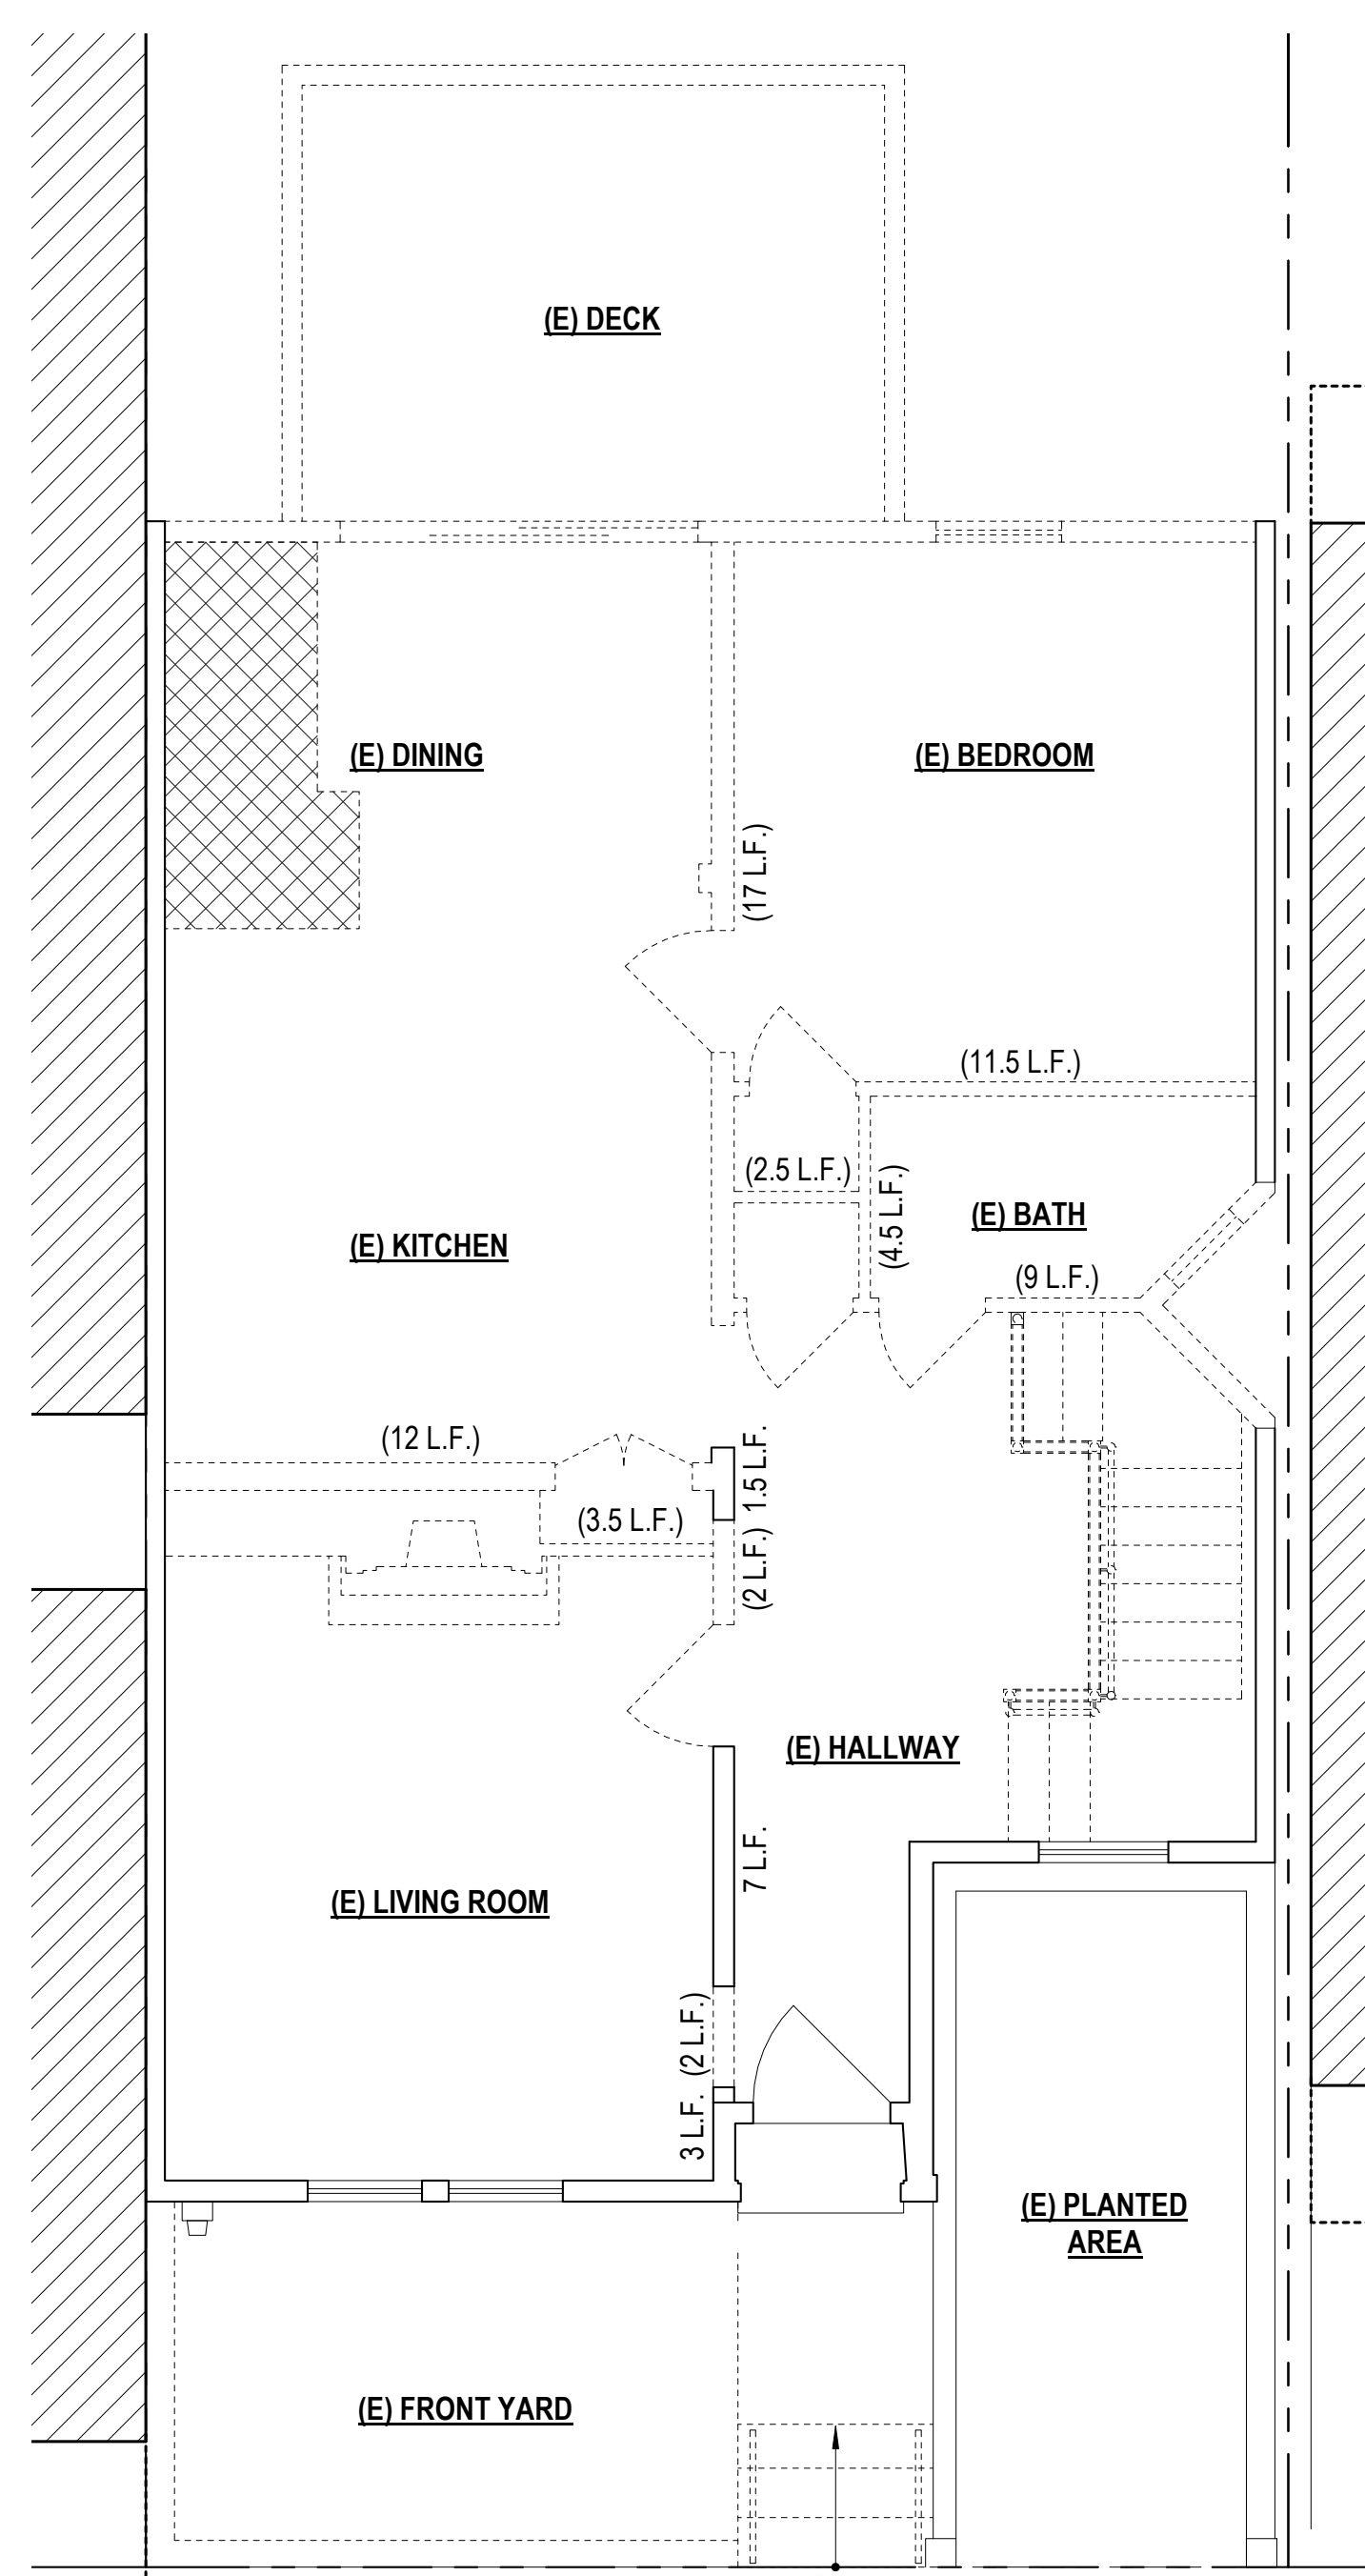 (E) DECK
(E) DINING
(E) BEDROOM
(17 L.F.)
(11.5 L.F.)
(2.5 L.F.)
(4.5 L.F.)
(E) BATH
(E) KITCHEN
(9 L.F.)
(12 L.F.)
(3.5 L.F.)
(2 L.F.) 1.5 L.F.
(E) HALLWAY
7 L.F.
(E) LIVING ROOM
3 L.F. (2 L.F.)
(E) PLANTED
AREA
(E) FRONT YARD